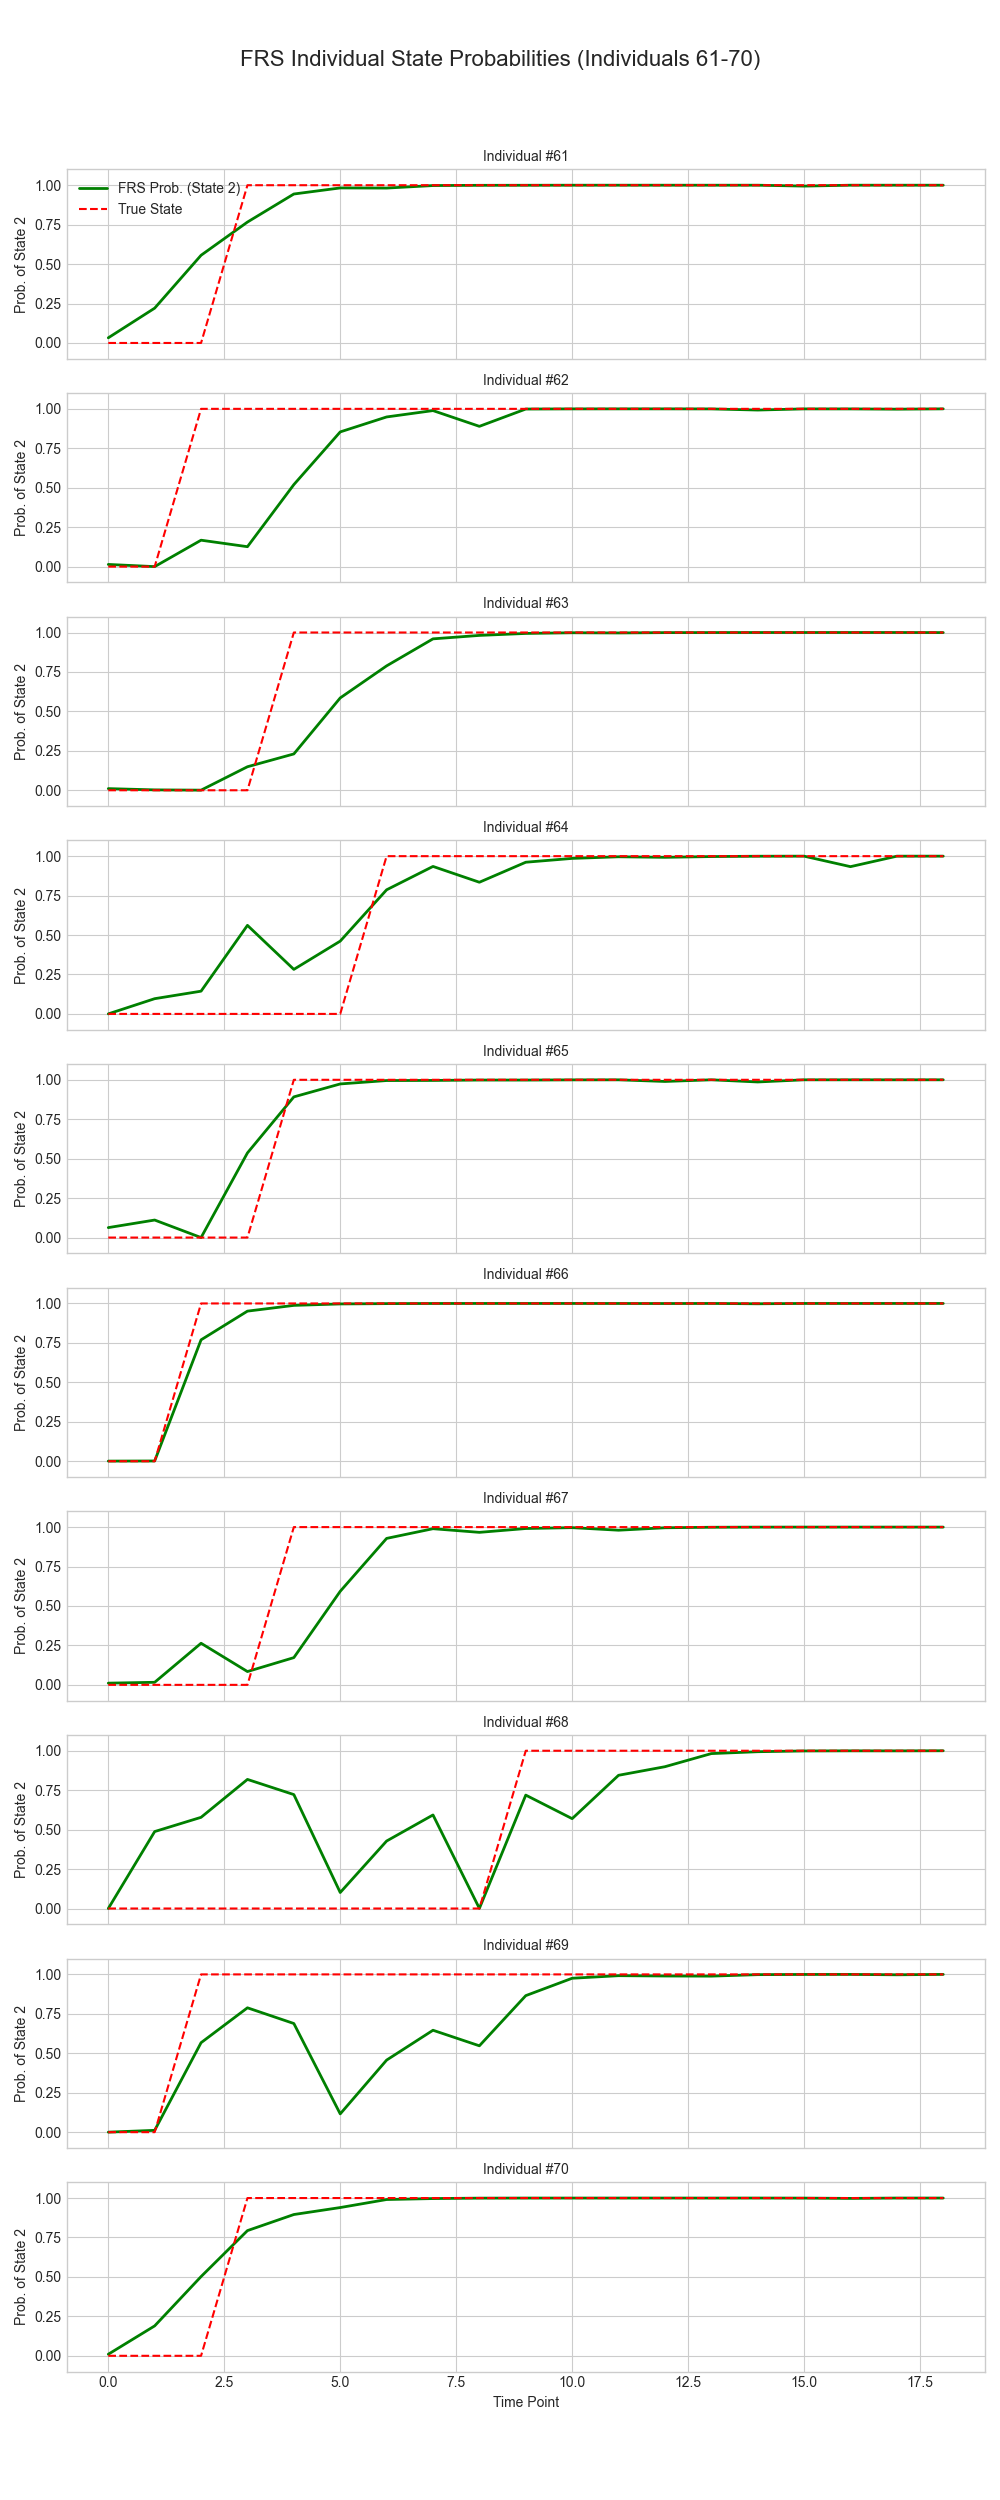 FRS Individual State Probabilities (Individuals 61-70)
Individual #61
1.00
0.75
0.50
0.25
0.00
Prob. of State 2
FRS Prob. (State 2)
True State
Individual #62
1.00
0.75
0.50
0.25
0.00
Prob. of State 2
Individual #63
1.00
0.75
0.50
0.25
0.00
Prob. of State 2
Individual #64
1.00
0.75
0.50
0.25
0.00
Prob. of State 2
Individual #65
1.00
0.75
0.50
0.25
0.00
Prob. of State 2
Individual #66
1.00
0.75
0.50
0.25
0.00
Prob. of State 2
Individual #67
1.00
0.75
0.50
0.25
0.00
Prob. of State 2
Individual #68
1.00
0.75
0.50
0.25
0.00
Prob. of State 2
Individual #69
1.00
0.75
0.50
0.25
0.00
Prob. of State 2
Individual #70
1.00
0.75
0.50
0.25
0.00
Prob. of State 2
0.0 2.5 5.0 7.5 10.0 12.5 15.0 17.5
Time Point